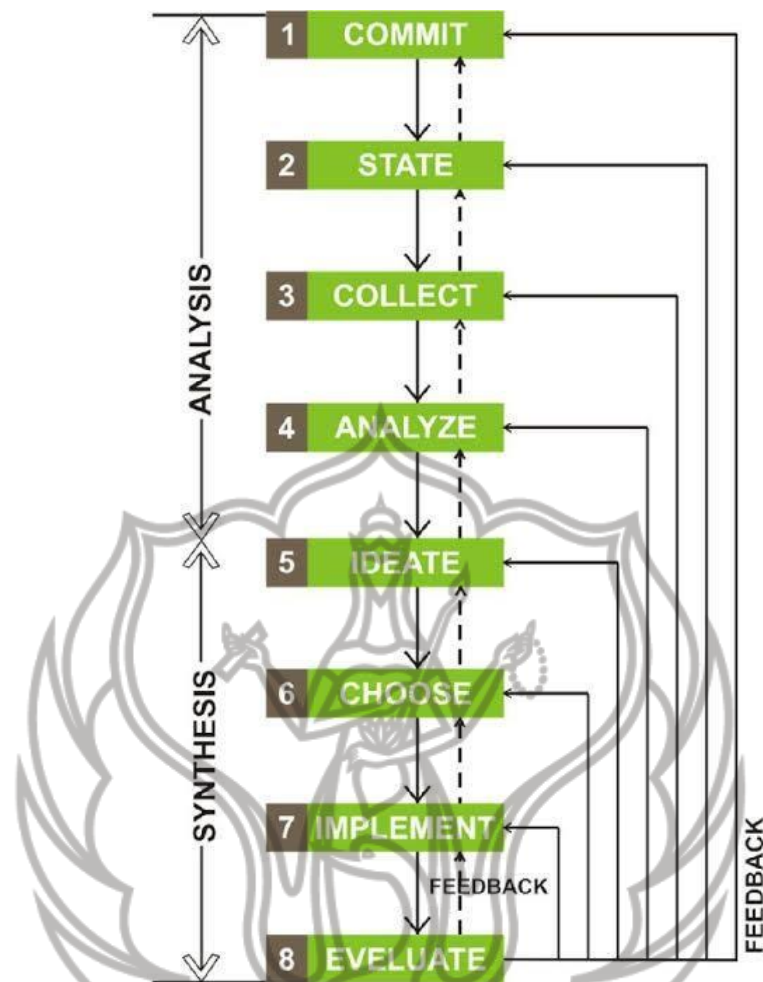 1 COMMIT
2 STATE
3 COLLECT
4 ANALYZE
5 IDEATE
6 CHOOSE
7 IMPLEMENT
FEEDBACK
8 EVELUATE
ANALYSIS
SYNTHESIS
FEEDBACK